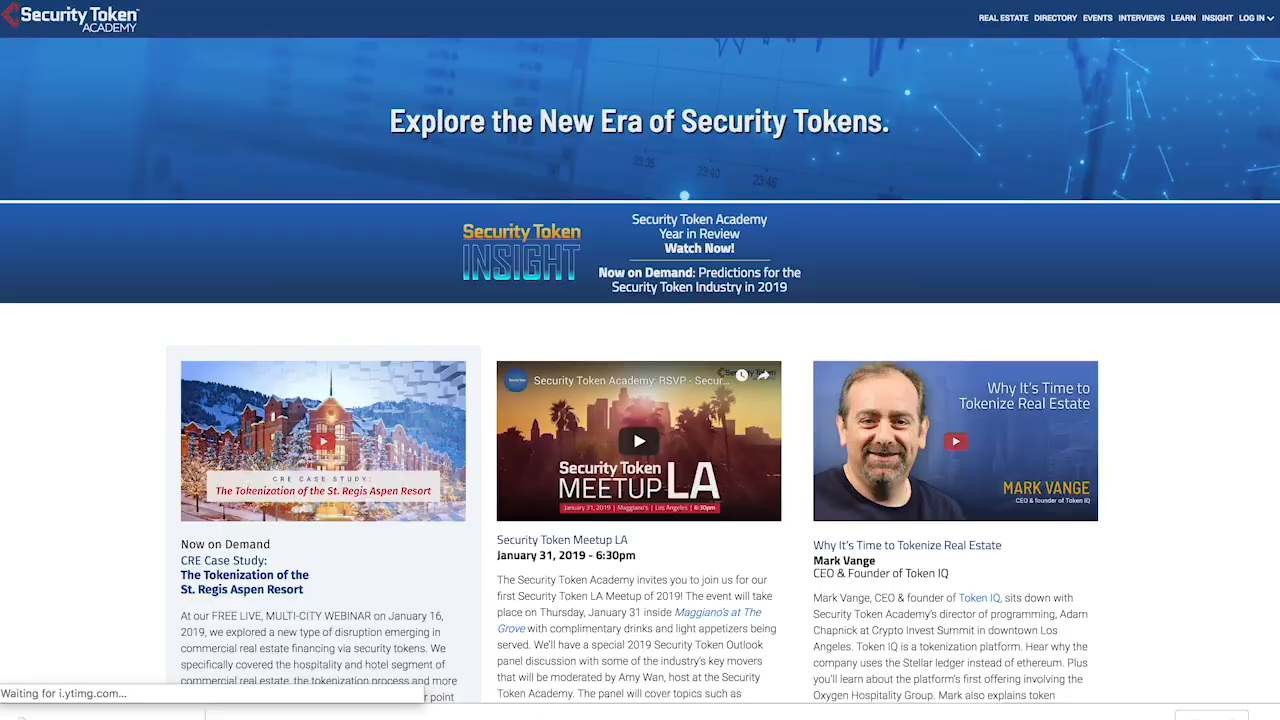 Security Token
ACADEMY
REAL ESTATE DIRECTORY EVENTS INTERVIEWS LEARN INSIGHT LOG IN
Explore the New Era of Security Tokens.
23:35 23:40 23:45
Security Token
INSIGHT
Security Token Academy
Year in Review
Watch Now!
Now on Demand: Predictions for the
Security Token Industry in 2019
CRE CASE STUDY:
The Tokenization of the St. Regis Aspen Resort
Now on Demand
CRE Case Study:
The Tokenization of the
St. Regis Aspen Resort
At our FREE LIVE, MULTI-CITY WEBINAR on January 16,
2019, we explored a new type of disruption emerging in
commercial real estate financing via security tokens. We
specifically covered the hospitality and hotel segment of
commercial real estate, the tokenization process and more
r point
Security Token Academy: RSVP - Secur...
Security Token
MEETUP LA
January 31, 2019 | Maggiano's | Los Angeles | 6:30pm
Security Token Meetup LA
January 31, 2019 - 6:30pm
The Security Token Academy invites you to join us for our
first Security Token LA Meetup of 2019! The event will take
place on Thursday, January 31 inside Maggiano's at The
Grove with complimentary drinks and light appetizers being
served. We'll have a special 2019 Security Token Outlook
panel discussion with some of the industry's key movers
that will be moderated by Amy Wan, host at the Security
Token Academy. The panel will cover topics such as
Why It's Time to
Tokenize Real Estate
MARK VANGE
CEO & founder of Token IQ
Why It's Time to Tokenize Real Estate
Mark Vange
CEO & Founder of Token IQ
Mark Vange, CEO & founder of Token IQ, sits down with
Security Token Academy's director of programming, Adam
Chapnick at Crypto Invest Summit in downtown Los
Angeles. Token IQ is a tokenization platform. Hear why the
company uses the Stellar ledger instead of ethereum. Plus
you'll learn about the platform's first offering involving the
Oxygen Hospitality Group. Mark also explains token
Waiting for i.ytimg.com...